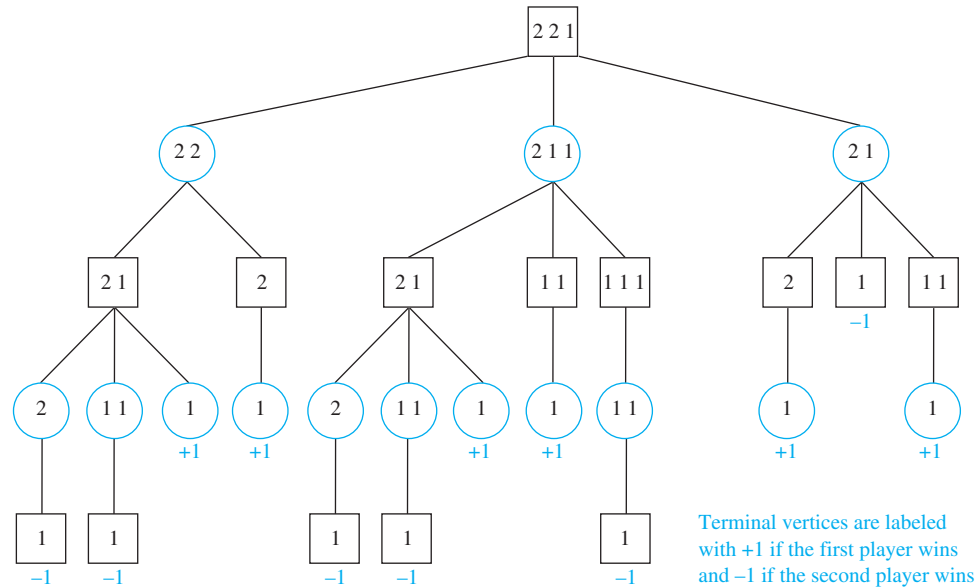 2 2 1
2 2 2 1 1 2 1
2 1 2 2 1 1 1 1 1 1 2 1 1 1
–1
2 1 1 1 1 2 1 1 1 1 1 1 1 1
+1 +1 +1 +1 +1 +1
1 1 1 1 1
–1 –1 –1 –1 –1
Terminal vertices are labeled
with +1 if the first player wins
and –1 if the second player wins